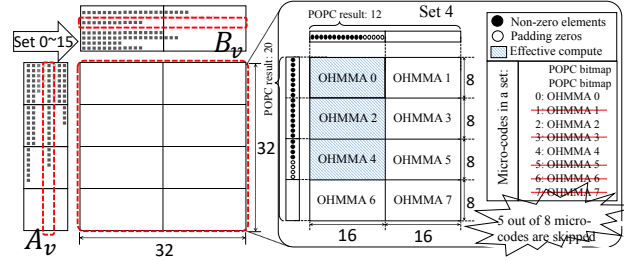 Set 0~15
B_v
A_v
32
32
POPC result: 12
Set 4
POPC result: 20
OHMMA 0
OHMMA 1
8
OHMMA 2
OHMMA 3
8
OHMMA 4
OHMMA 5
8
OHMMA 6
OHMMA 7
8
16
16
Non-zero elements
Padding zeros
Effective compute
Micro-codes in a set:
POPC bitmap
POPC bitmap
0: OHMMA 0
1: OHMMA 1
2: OHMMA 2
3: OHMMA 3
4: OHMMA 4
5: OHMMA 5
6: OHMMA 6
7: OHMMA 7
5 out of 8 micro-
codes are skipped